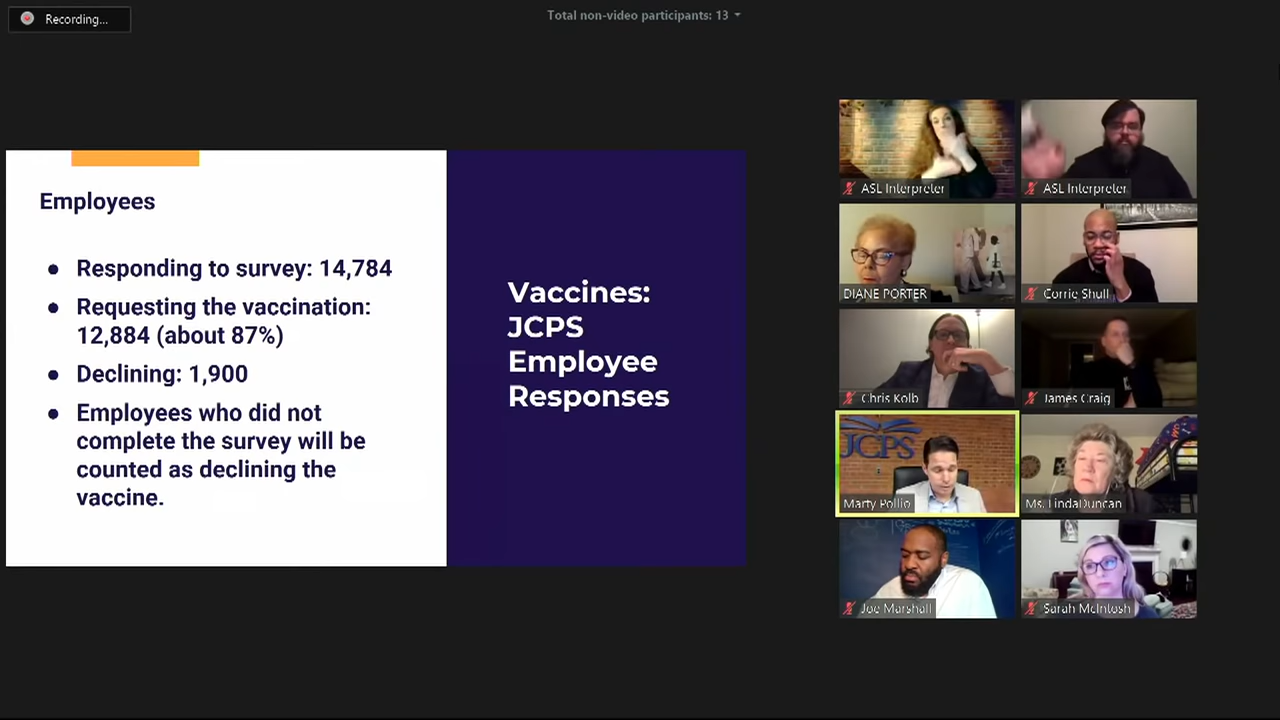 Recording...
Total non-video participants: 13
Employees
● Responding to survey: 14,784
● Requesting the vaccination:
12,884 (about 87%)
● Declining: 1,900
● Employees who did not
complete the survey will be
counted as declining the
vaccine.
Vaccines:
JCPS
Employee
Responses
ASL Interpreter
ASL Interpreter
DIANE PORTER
Corrie Shull
Chris Kolb
James Craig
JCPS
Marty Pollio
Ms. LindaDuncan
Joe Marshall
Sarah McIntosh